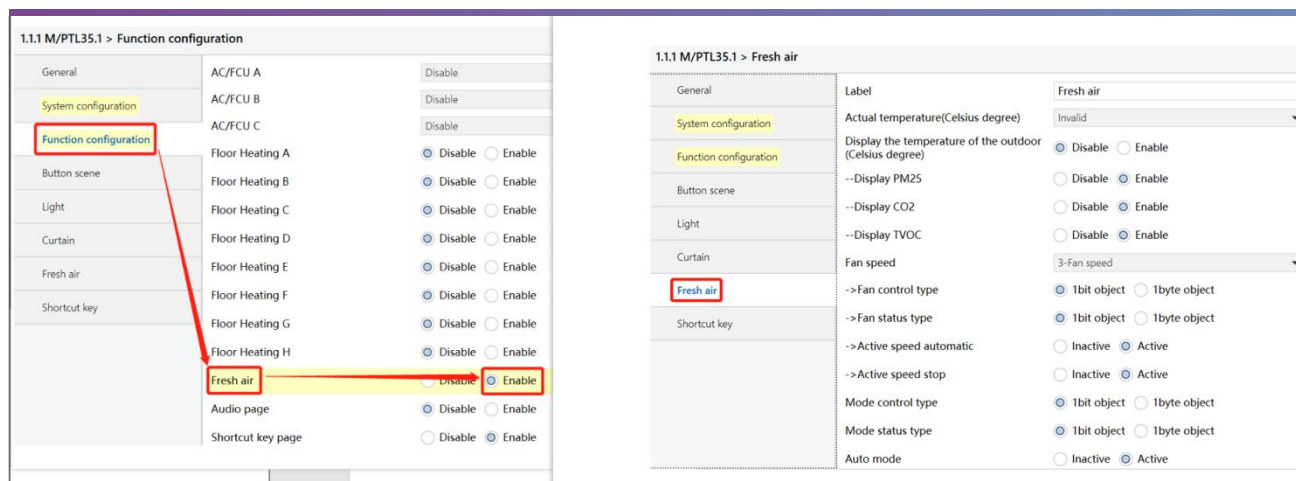 1.1.1 M/PTL35.1 > Function configuration
General
System configuration
Function configuration
Button scene
Light
Curtain
Fresh air
Shortcut key
AC/FCU A Disable
AC/FCU B Disable
AC/FCU C Disable
Floor Heating A Disable Enable
Floor Heating B Disable Enable
Floor Heating C Disable Enable
Floor Heating D Disable Enable
Floor Heating E Disable Enable
Floor Heating F Disable Enable
Floor Heating G Disable Enable
Floor Heating H Disable Enable
Fresh air Disable Enable
Audio page Disable Enable
Shortcut key page Disable Enable
1.1.1 M/PTL35.1 > Fresh air
General
System configuration
Function configuration
Button scene
Light
Curtain
Fresh air
Shortcut key
Label Fresh air
Actual temperature(Celsius degree) Invalid
Display the temperature of the outdoor
(Celsius degree) Disable Enable
--Display PM25 Disable Enable
--Display CO2 Disable Enable
--Display TVOC Disable Enable
Fan speed 3-Fan speed
->Fan control type 1bit object 1byte object
->Fan status type 1bit object 1byte object
->Active speed automatic Inactive Active
->Active speed stop Inactive Active
Mode control type 1bit object 1byte object
Mode status type 1bit object 1byte object
Auto mode Inactive Active